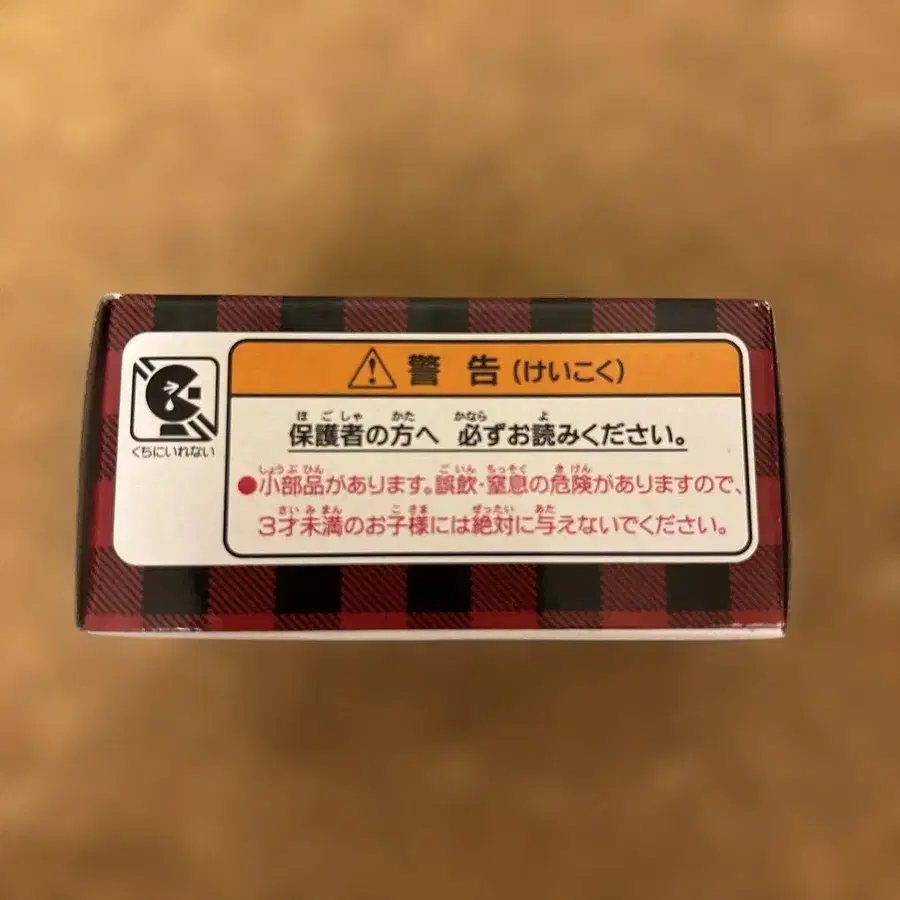 警告(けいこく)
保護者の方へ 必ずお読みください。
●小部品があります。誤飲・窒息の危険がありますので、
3才未満のお子様には絶対に与えないでください。
くちにいれない